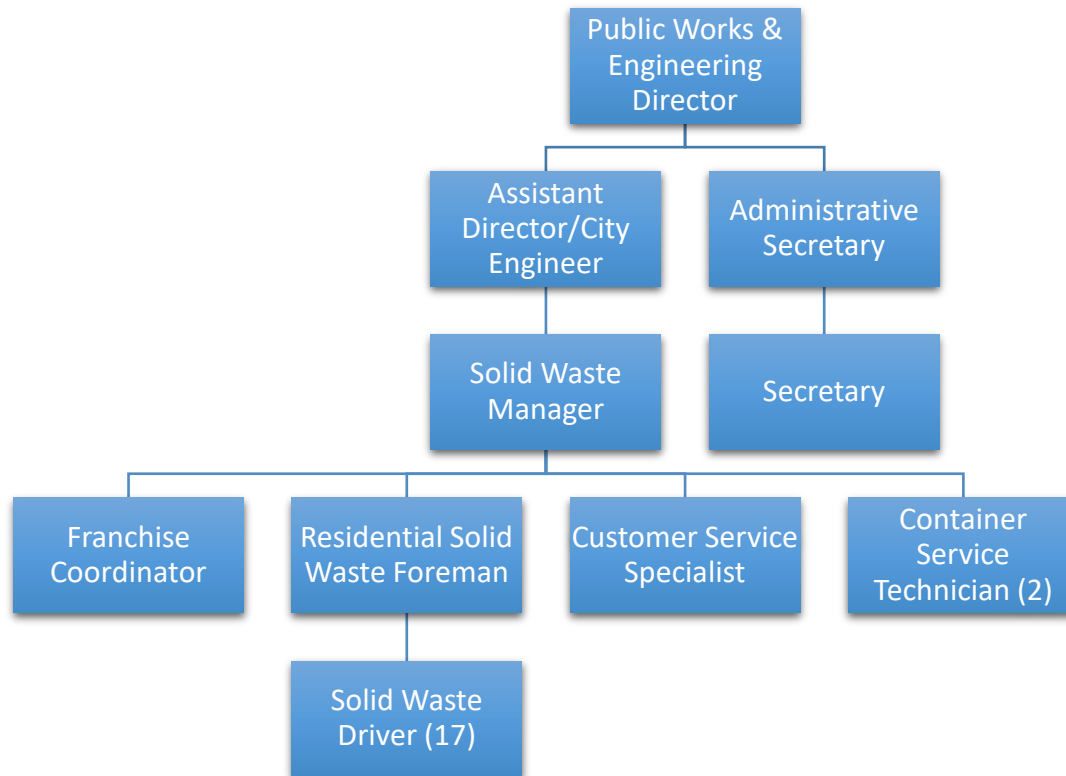 Public Works &
Engineering
Director
Assistant
Director/City
Engineer
Administrative
Secretary
Solid Waste
Manager
Secretary
Franchise
Coordinator
Residential Solid
Waste Foreman
Customer Service
Specialist
Container
Service
Technician (2)
Solid Waste
Driver (17)